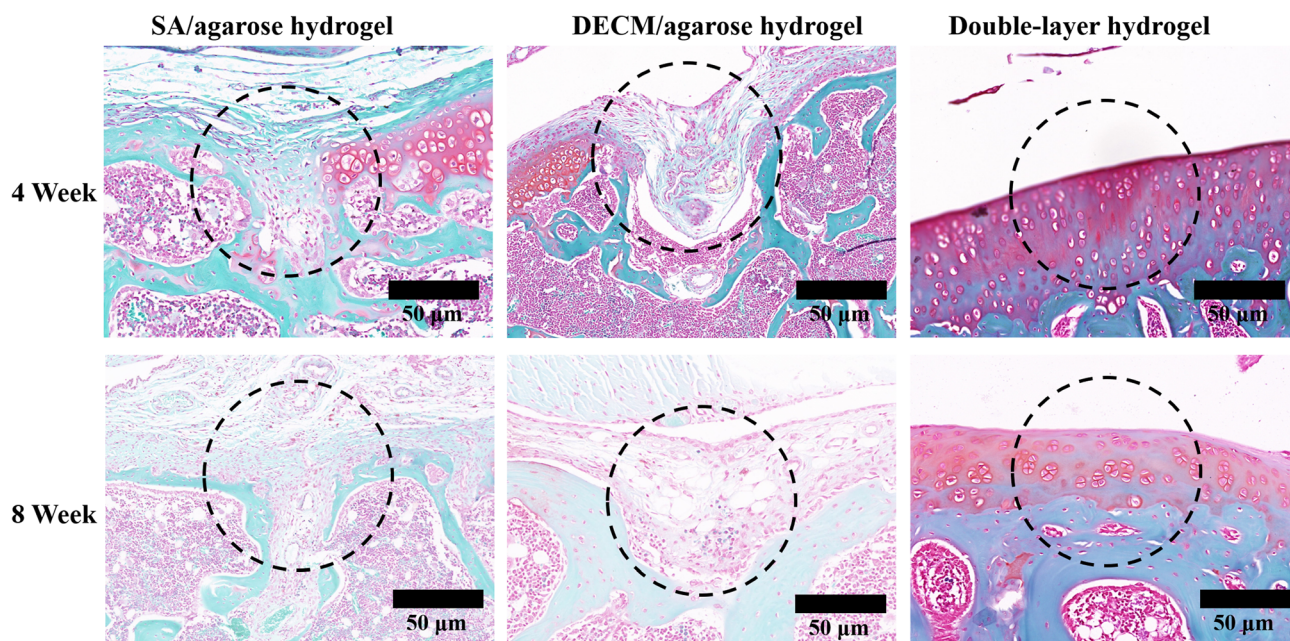 SA/agarose hydrogel DECM/agarose hydrogel Double-layer hydrogel
4 Week
50 μm 50 μm 50 μm
8 Week
50 μm 50 μm 50 μm